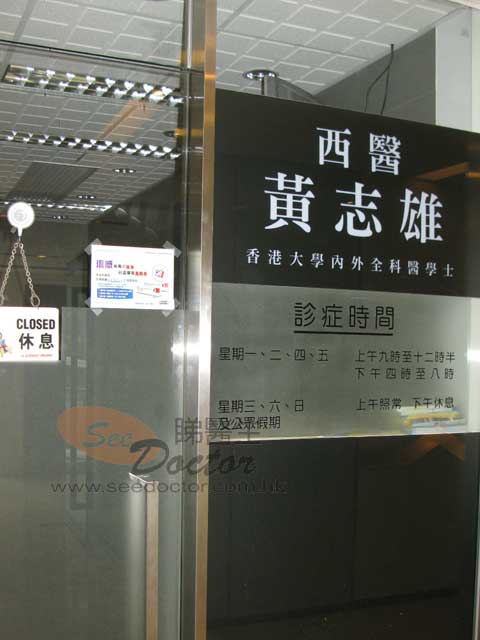 西醫
黃志雄
香港大學內外全科醫學士
診症時間
星期一、二、四、五 上午九時至十二時半
下午四時至八時
星期三、六、日 上午照常 下午休息
及公眾假期
CLOSED
休息
流感
See 睇醫生
Doctor
www.seedoctor.com.hk